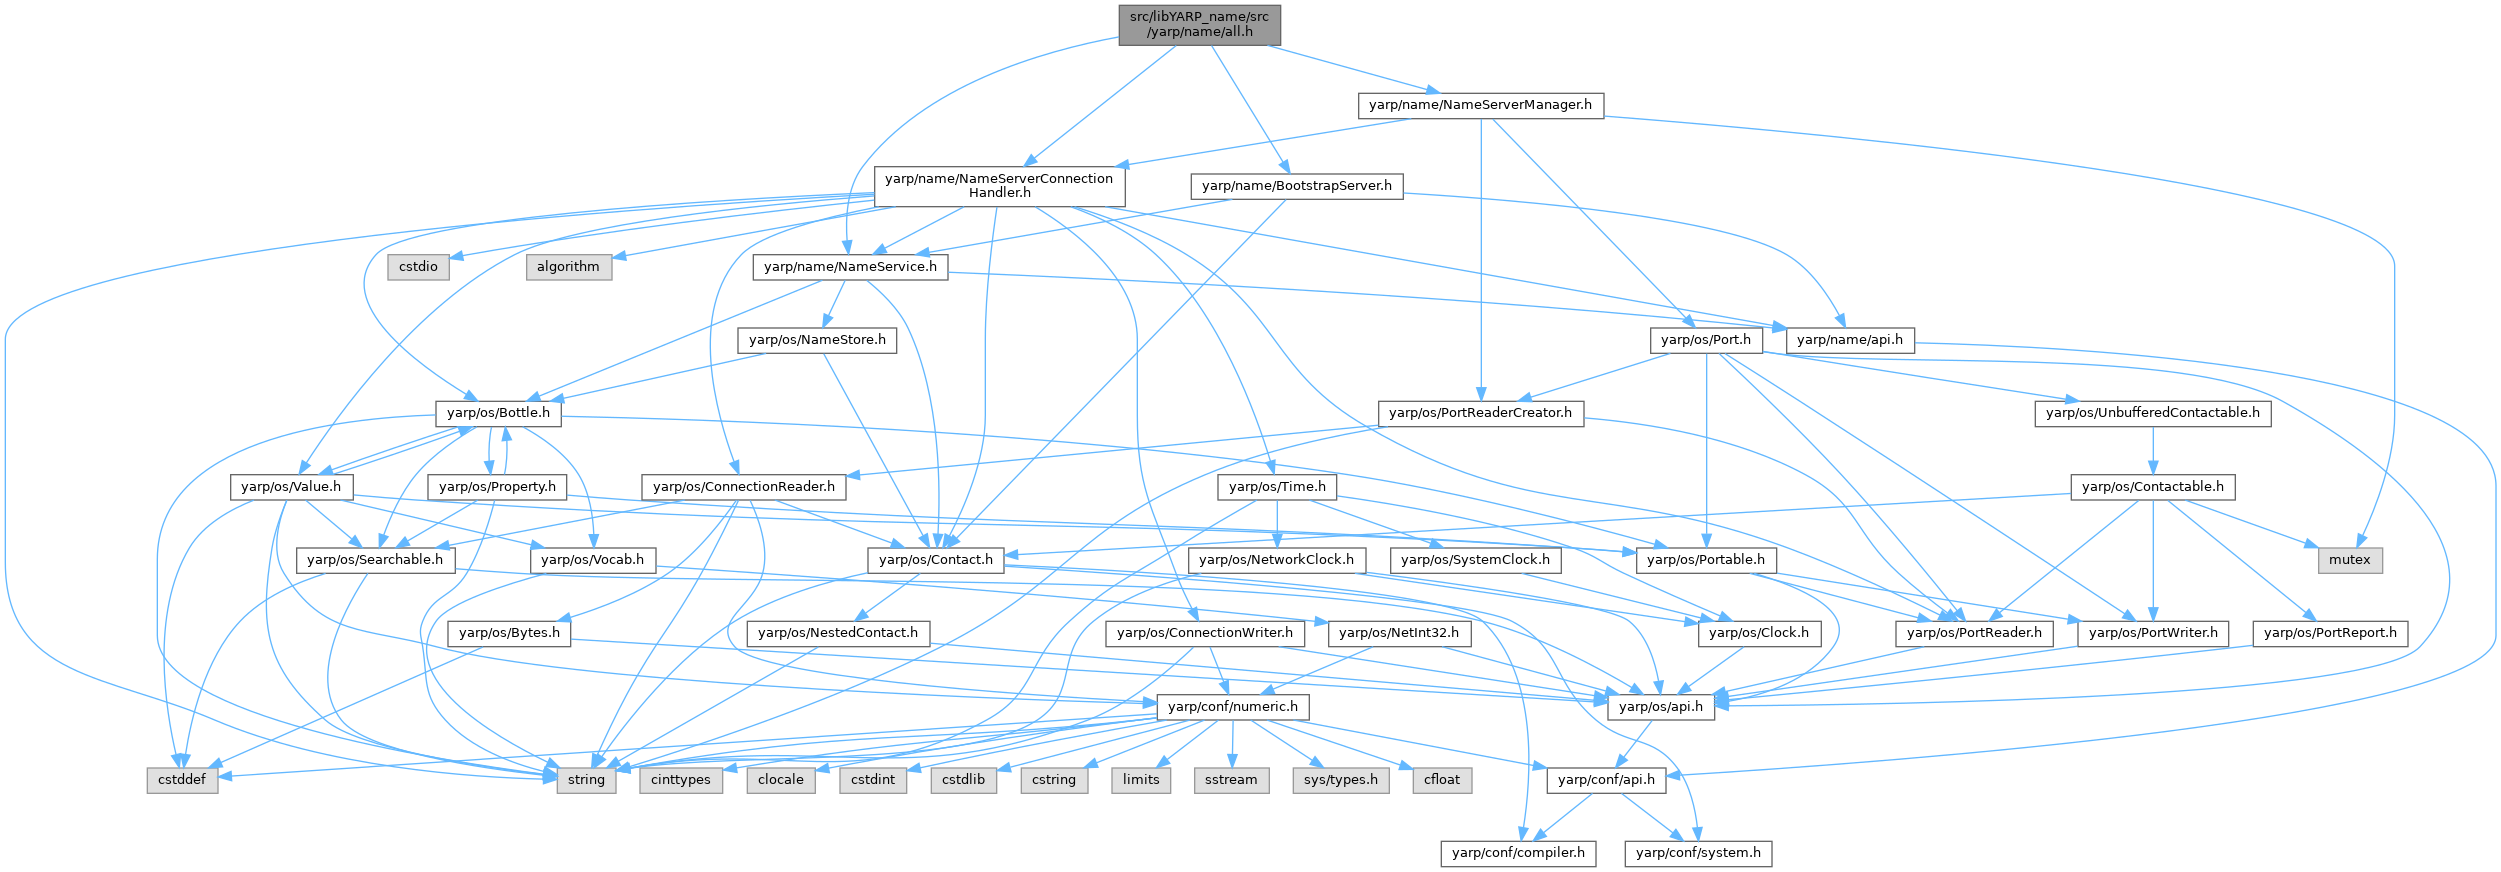 src/libYARP_name/src
/yarp/name/all.h
yarp/name/NameServerManager.h
yarp/name/NameServerConnection
Handler.h
yarp/name/BootstrapServer.h
cstdio
algorithm
yarp/name/NameService.h
yarp/os/NameStore.h
yarp/os/Port.h
yarp/name/api.h
yarp/os/Bottle.h
yarp/os/PortReaderCreator.h
yarp/os/UnbufferedContactable.h
yarp/os/Value.h
yarp/os/Property.h
yarp/os/ConnectionReader.h
yarp/os/Time.h
yarp/os/Contactable.h
yarp/os/Searchable.h
yarp/os/Vocab.h
yarp/os/Contact.h
yarp/os/NetworkClock.h
yarp/os/SystemClock.h
yarp/os/Portable.h
mutex
yarp/os/Bytes.h
yarp/os/NestedContact.h
yarp/os/ConnectionWriter.h
yarp/os/NetInt32.h
yarp/os/Clock.h
yarp/os/PortReader.h
yarp/os/PortWriter.h
yarp/os/PortReport.h
yarp/conf/numeric.h
yarp/os/api.h
cstddef
string
cinttypes
clocale
cstdint
cstdlib
cstring
limits
sstream
sys/types.h
cfloat
yarp/conf/api.h
yarp/conf/compiler.h
yarp/conf/system.h